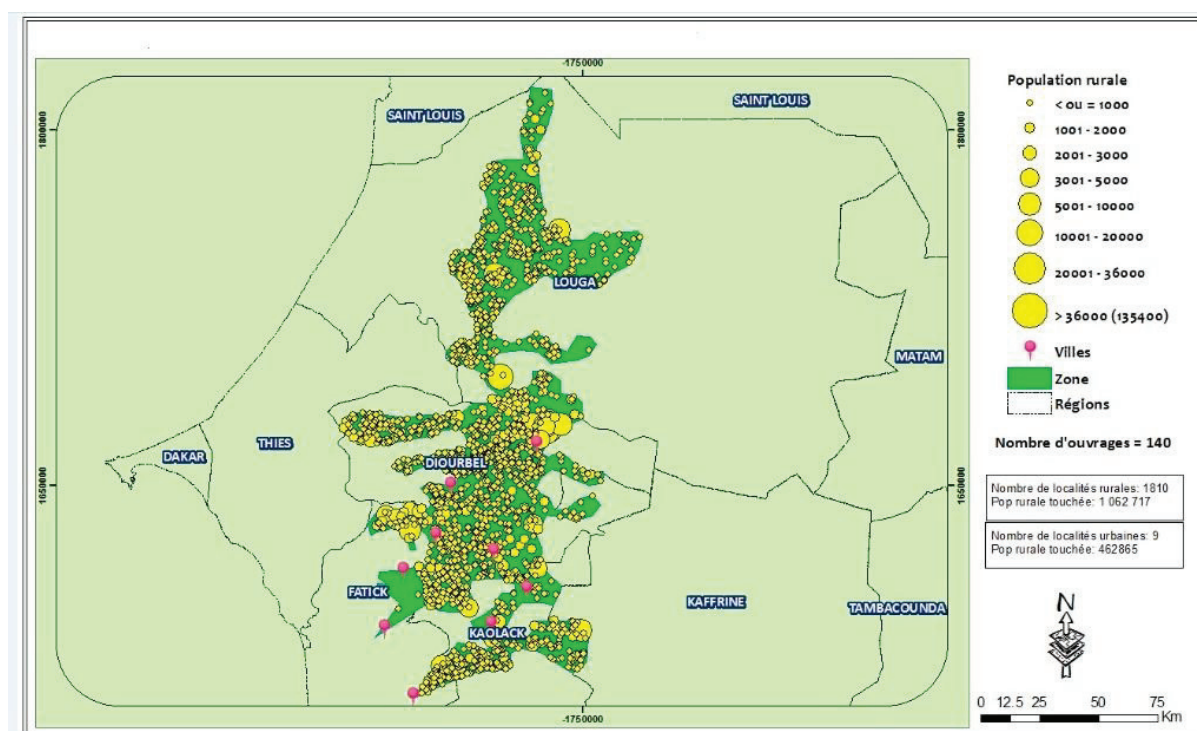 -1750000
SAINT LOUIS
SAINT LOUIS
1800000
1800000
LOUGA
MATAM
THIES
DAKAR
DIOURBEL
1650000
1650000
FATICK
KAOLACK
KAFFRINE
TAMBACOUNDA
-1750000
Population rurale
< ou = 1000
1001 - 2000
2001 - 3000
3001 - 5000
5001 - 10000
10001 - 20000
20001 - 36000
> 36000 (135400)
Villes
Zone
Régions
Nombre d'ouvrages = 140
Nombre de localités rurales: 1810
Pop rurale touchée: 1 062 717
Nombre de localités urbaines: 9
Pop rurale touchée: 462865
N
0 12.5 25 50 75
Km